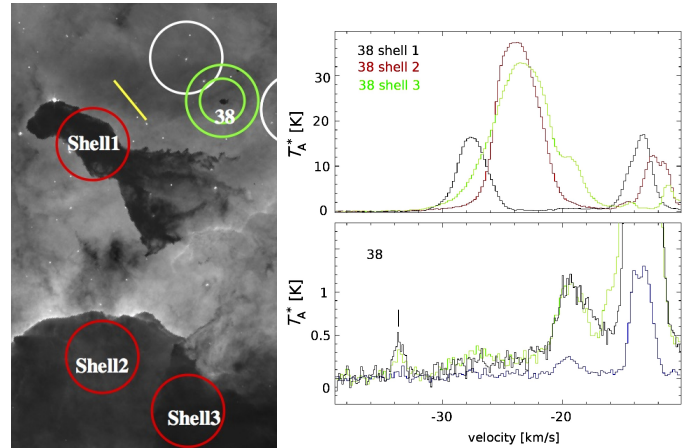 38
Shell1
Shell2
Shell3
38 shell 1
38 shell 2
38 shell 3
T*A [K]
30
20
10
0
38
T*A [K]
1
0.5
0
-30
-20
velocity [km/s]